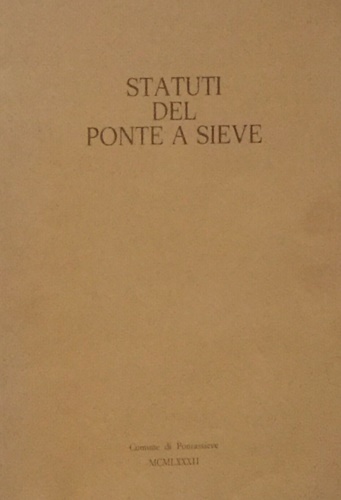 STATUTI
DEL
PONTE A SIEVE
Comune di Pontassieve
MCMLXXXII